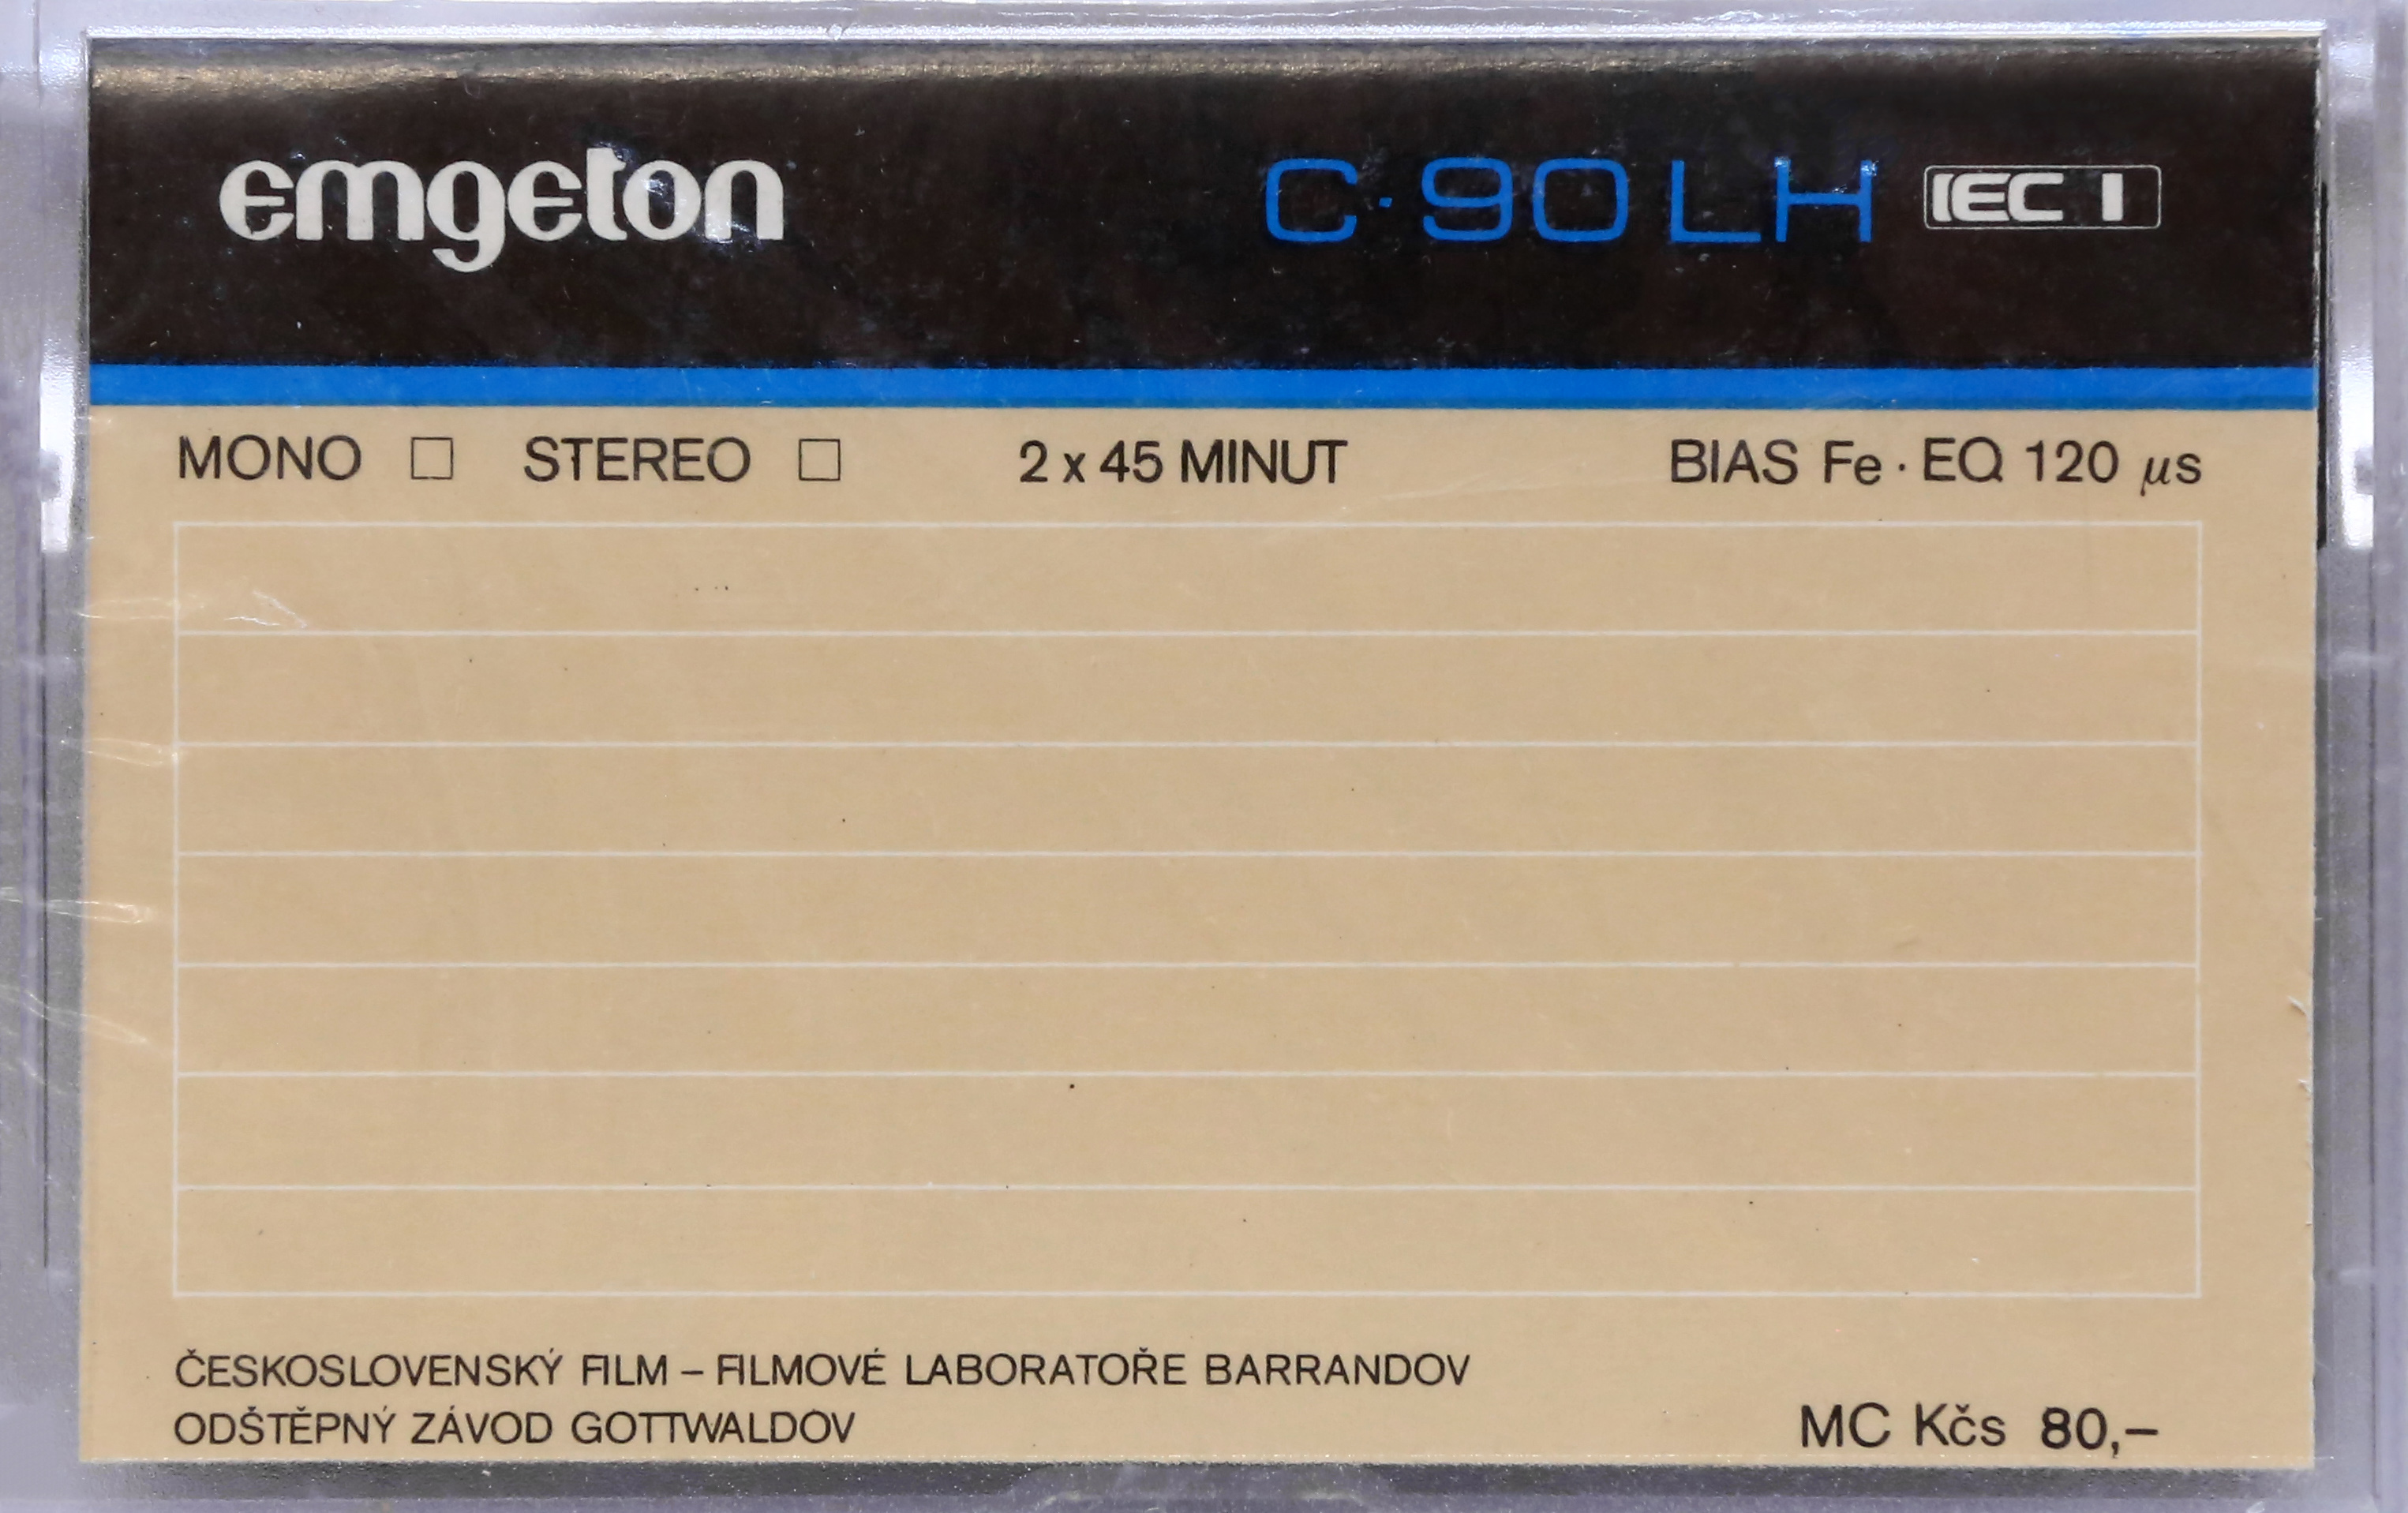 emgeton C·90 LH IEC I
MONO □ STEREO □ 2 x 45 MINUT BIAS Fe · EQ 120 µs
ČESKOSLOVENSKÝ FILM – FILMOVÉ LABORATOŘE BARRANDOV
ODŠTĚPNÝ ZÁVOD GOTTWALDOV MC Kčs 80,–